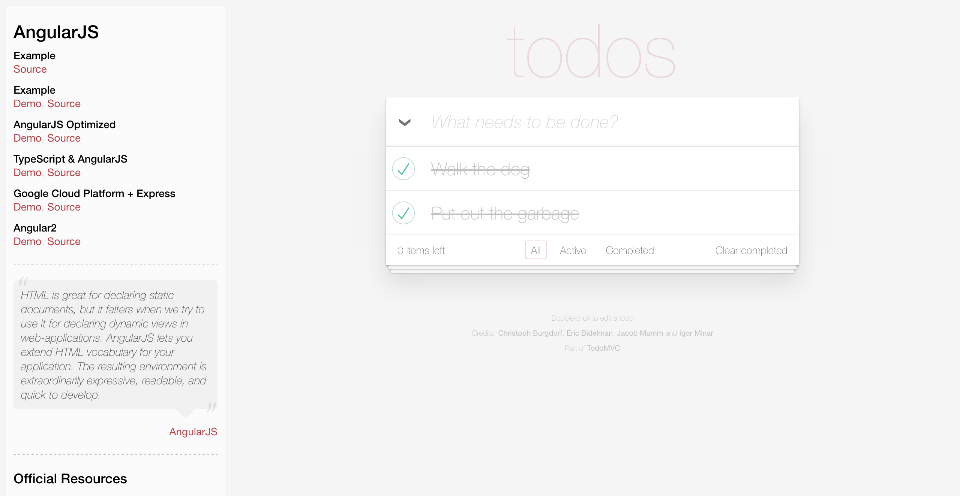 AngularJS
Example
Source
Example
Demo, Source
AngularJS Optimized
Demo, Source
TypeScript & AngularJS
Demo, Source
Google Cloud Platform + Express
Demo, Source
Angular2
Demo, Source
“
HTML is great for declaring static
documents, but it falters when we try to
use it for declaring dynamic views in
web-applications. AngularJS lets you
extend HTML vocabulary for your
application. The resulting environment is
extraordinarily expressive, readable, and
quick to develop.
”
AngularJS
Official Resources
todos
What needs to be done?
Walk the dog
Put out the garbage
0 items left
All
Active
Completed
Clear completed
Double-click to edit a todo
Credits: Christoph Burgdorf, Eric Bidelman, Jacob Mumm and Igor Minar
Part of TodoMVC